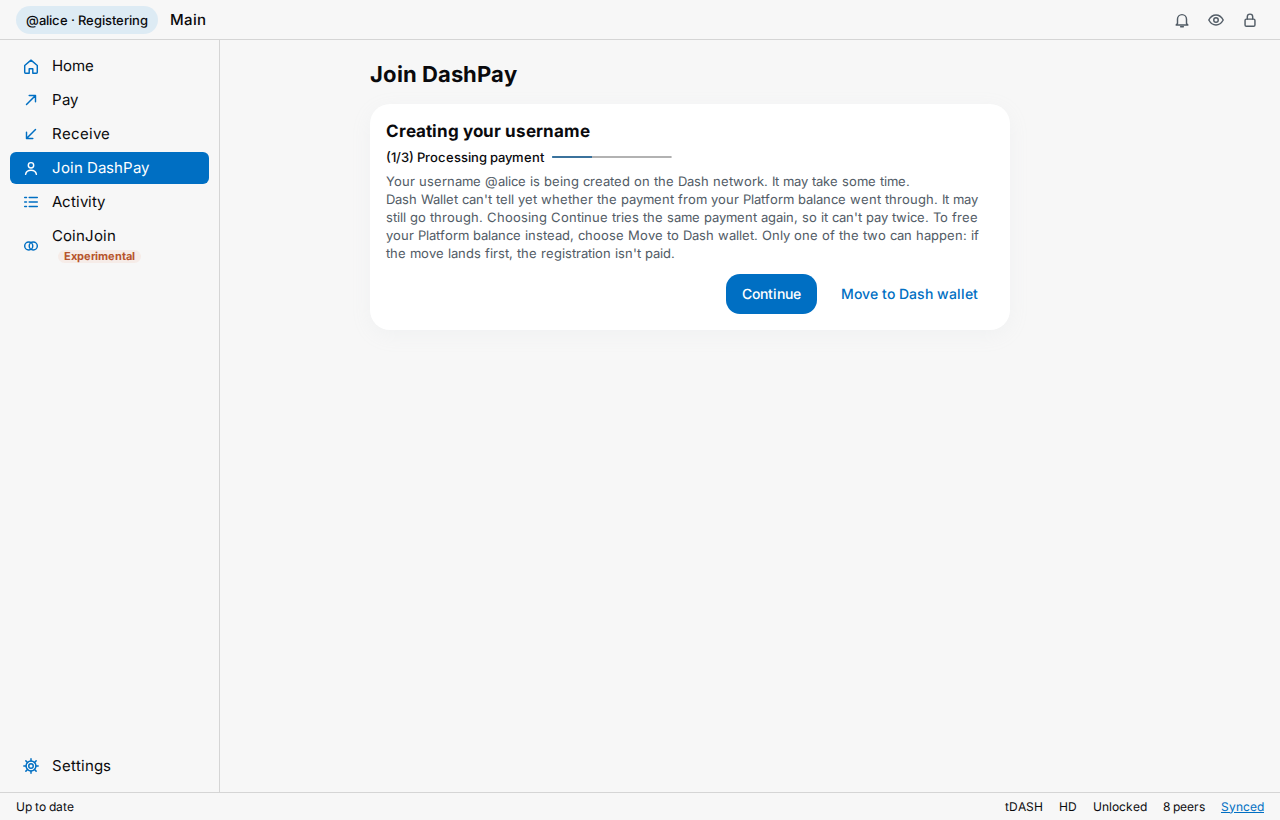 @alice · Registering Main
Home
Pay
Receive
Join DashPay
Activity
CoinJoin
Experimental
Settings
Join DashPay
Creating your username
(1/3) Processing payment
Your username @alice is being created on the Dash network. It may take some time.
Dash Wallet can't tell yet whether the payment from your Platform balance went through. It may
still go through. Choosing Continue tries the same payment again, so it can't pay twice. To free
your Platform balance instead, choose Move to Dash wallet. Only one of the two can happen: if
the move lands first, the registration isn't paid.
Continue Move to Dash wallet
Up to date tDASH HD Unlocked 8 peers Synced